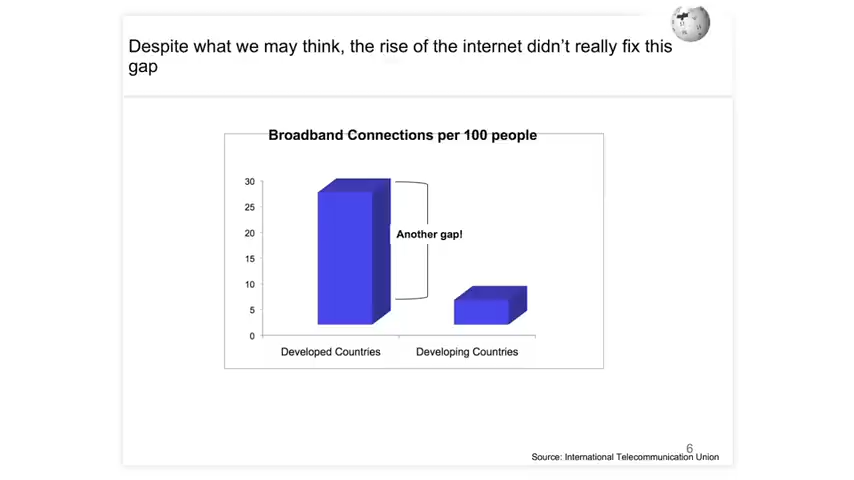 Despite what we may think, the rise of the internet didn’t really fix this
gap
Broadband Connections per 100 people
30
25
20
15
10
5
0
Another gap!
Developed Countries
Developing Countries
6
Source: International Telecommunication Union